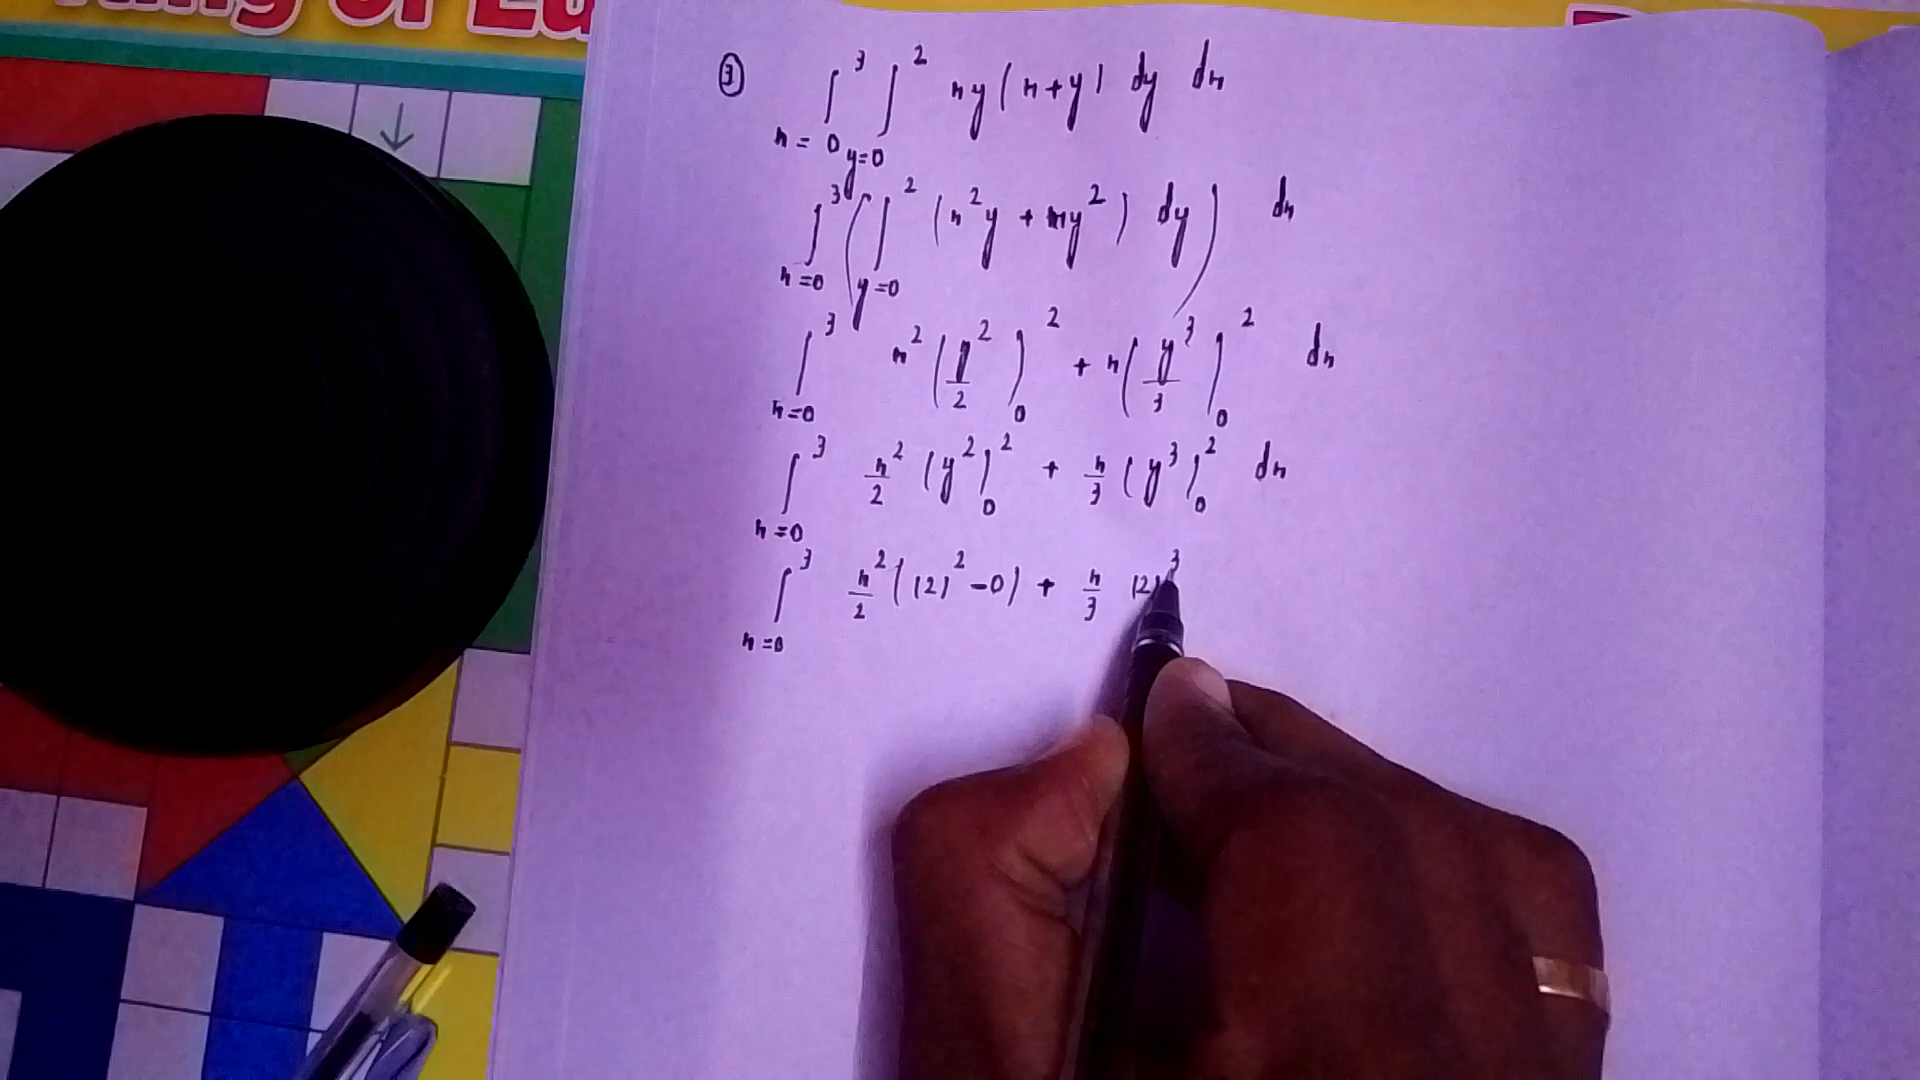 ③ ∫_{x=0}^{3} ∫_{y=0}^{2} xy(x+y) dy dx
∫_{x=0}^{3} (∫_{y=0}^{2} (x²y + xy²) dy) dx
∫_{x=0}^{3} x² (y²/2)_0^2 + x (y³/3)_0^2 dx
∫_{x=0}^{3} x²/2 (y²)_0^2 + x/3 (y³)_0^2 dx
∫_{x=0}^{3} x²/2 ((2)² - 0) + x/3 (2)³